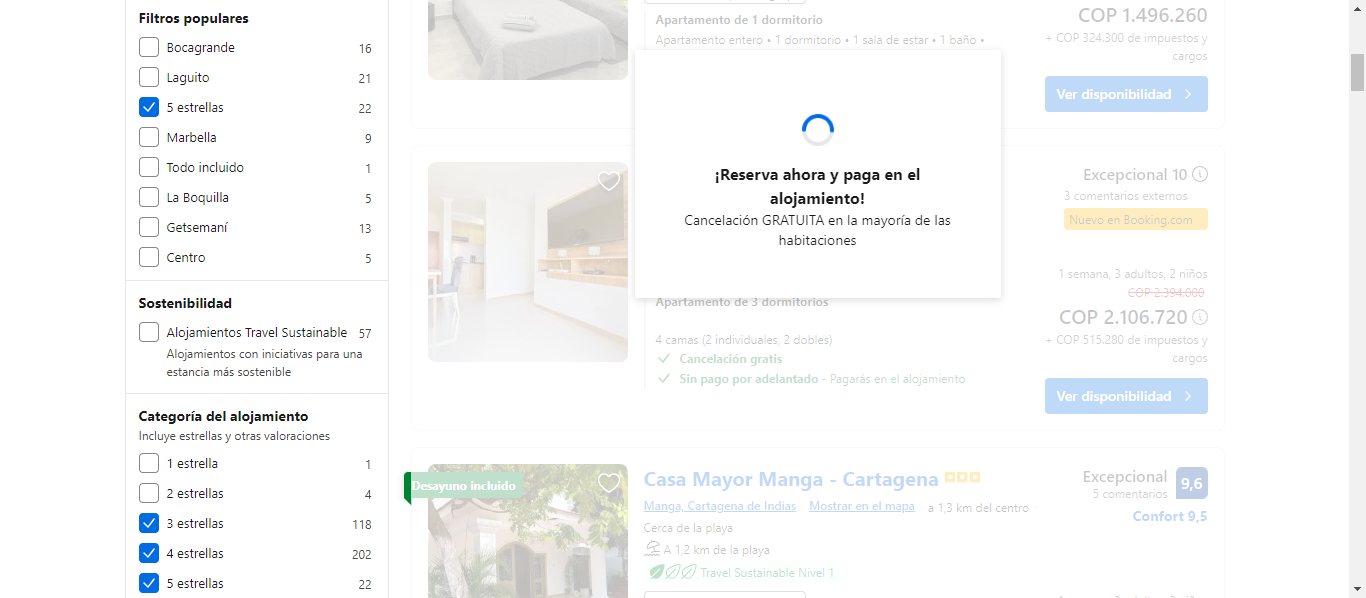 Filtros populares
Bocagrande 16
Laguito 21
5 estrellas 22
Marbella 9
Todo incluido 1
La Boquilla 5
Getsemaní 13
Centro 5
Sostenibilidad
Alojamientos Travel Sustainable 57
Alojamientos con iniciativas para una
estancia más sostenible
Categoría del alojamiento
Incluye estrellas y otras valoraciones
1 estrella 1
2 estrellas 4
3 estrellas 118
4 estrellas 202
5 estrellas 22
Apartamento de 1 dormitorio
Apartamento entero • 1 dormitorio • 1 sala de estar • 1 baño •
COP 1.496.260
+ COP 324.300 de impuestos y
cargos
Ver disponibilidad
¡Reserva ahora y paga en el
alojamiento!
Cancelación GRATUITA en la mayoría de las
habitaciones
Excepcional 10
3 comentarios externos
Nuevo en Booking.com
Apartamento de 3 dormitorios
4 camas (2 individuales, 2 dobles)
Cancelación gratis
Sin pago por adelantado - Pagarás en el alojamiento
1 semana, 3 adultos, 2 niños
COP 2.394.000
COP 2.106.720
+ COP 515.280 de impuestos y
cargos
Ver disponibilidad
Desayuno incluido
Casa Mayor Manga - Cartagena
Manga, Cartagena de Indias Mostrar en el mapa a 1,3 km del centro
Cerca de la playa
A 1,2 km de la playa
Travel Sustainable Nivel 1
Excepcional 9,6
5 comentarios
Confort 9,5